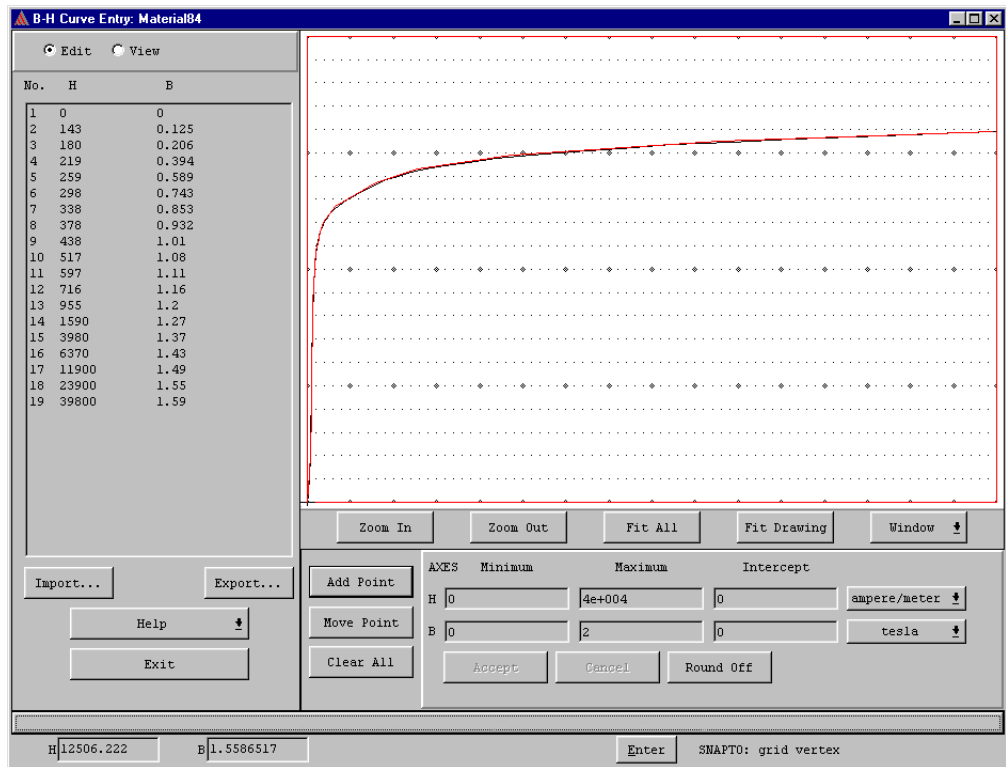 B-H Curve Entry: Material84
Edit View
No. H B
1 0 0
2 143 0.125
3 180 0.206
4 219 0.394
5 259 0.589
6 298 0.743
7 338 0.853
8 378 0.932
9 438 1.01
10 517 1.08
11 597 1.11
12 716 1.16
13 955 1.2
14 1590 1.27
15 3980 1.37
16 6370 1.43
17 11900 1.49
18 23900 1.55
19 39800 1.59
Zoom In Zoom Out Fit All Fit Drawing Window
Import... Export...
Help
Exit
Add Point
Move Point
Clear All
AXES Minimum Maximum Intercept
H 0 4e+004 0 ampere/meter
B 0 2 0 tesla
Accept Cancel Round Off
H 12506.222 B 1.5586517 Enter SNAPTO: grid vertex